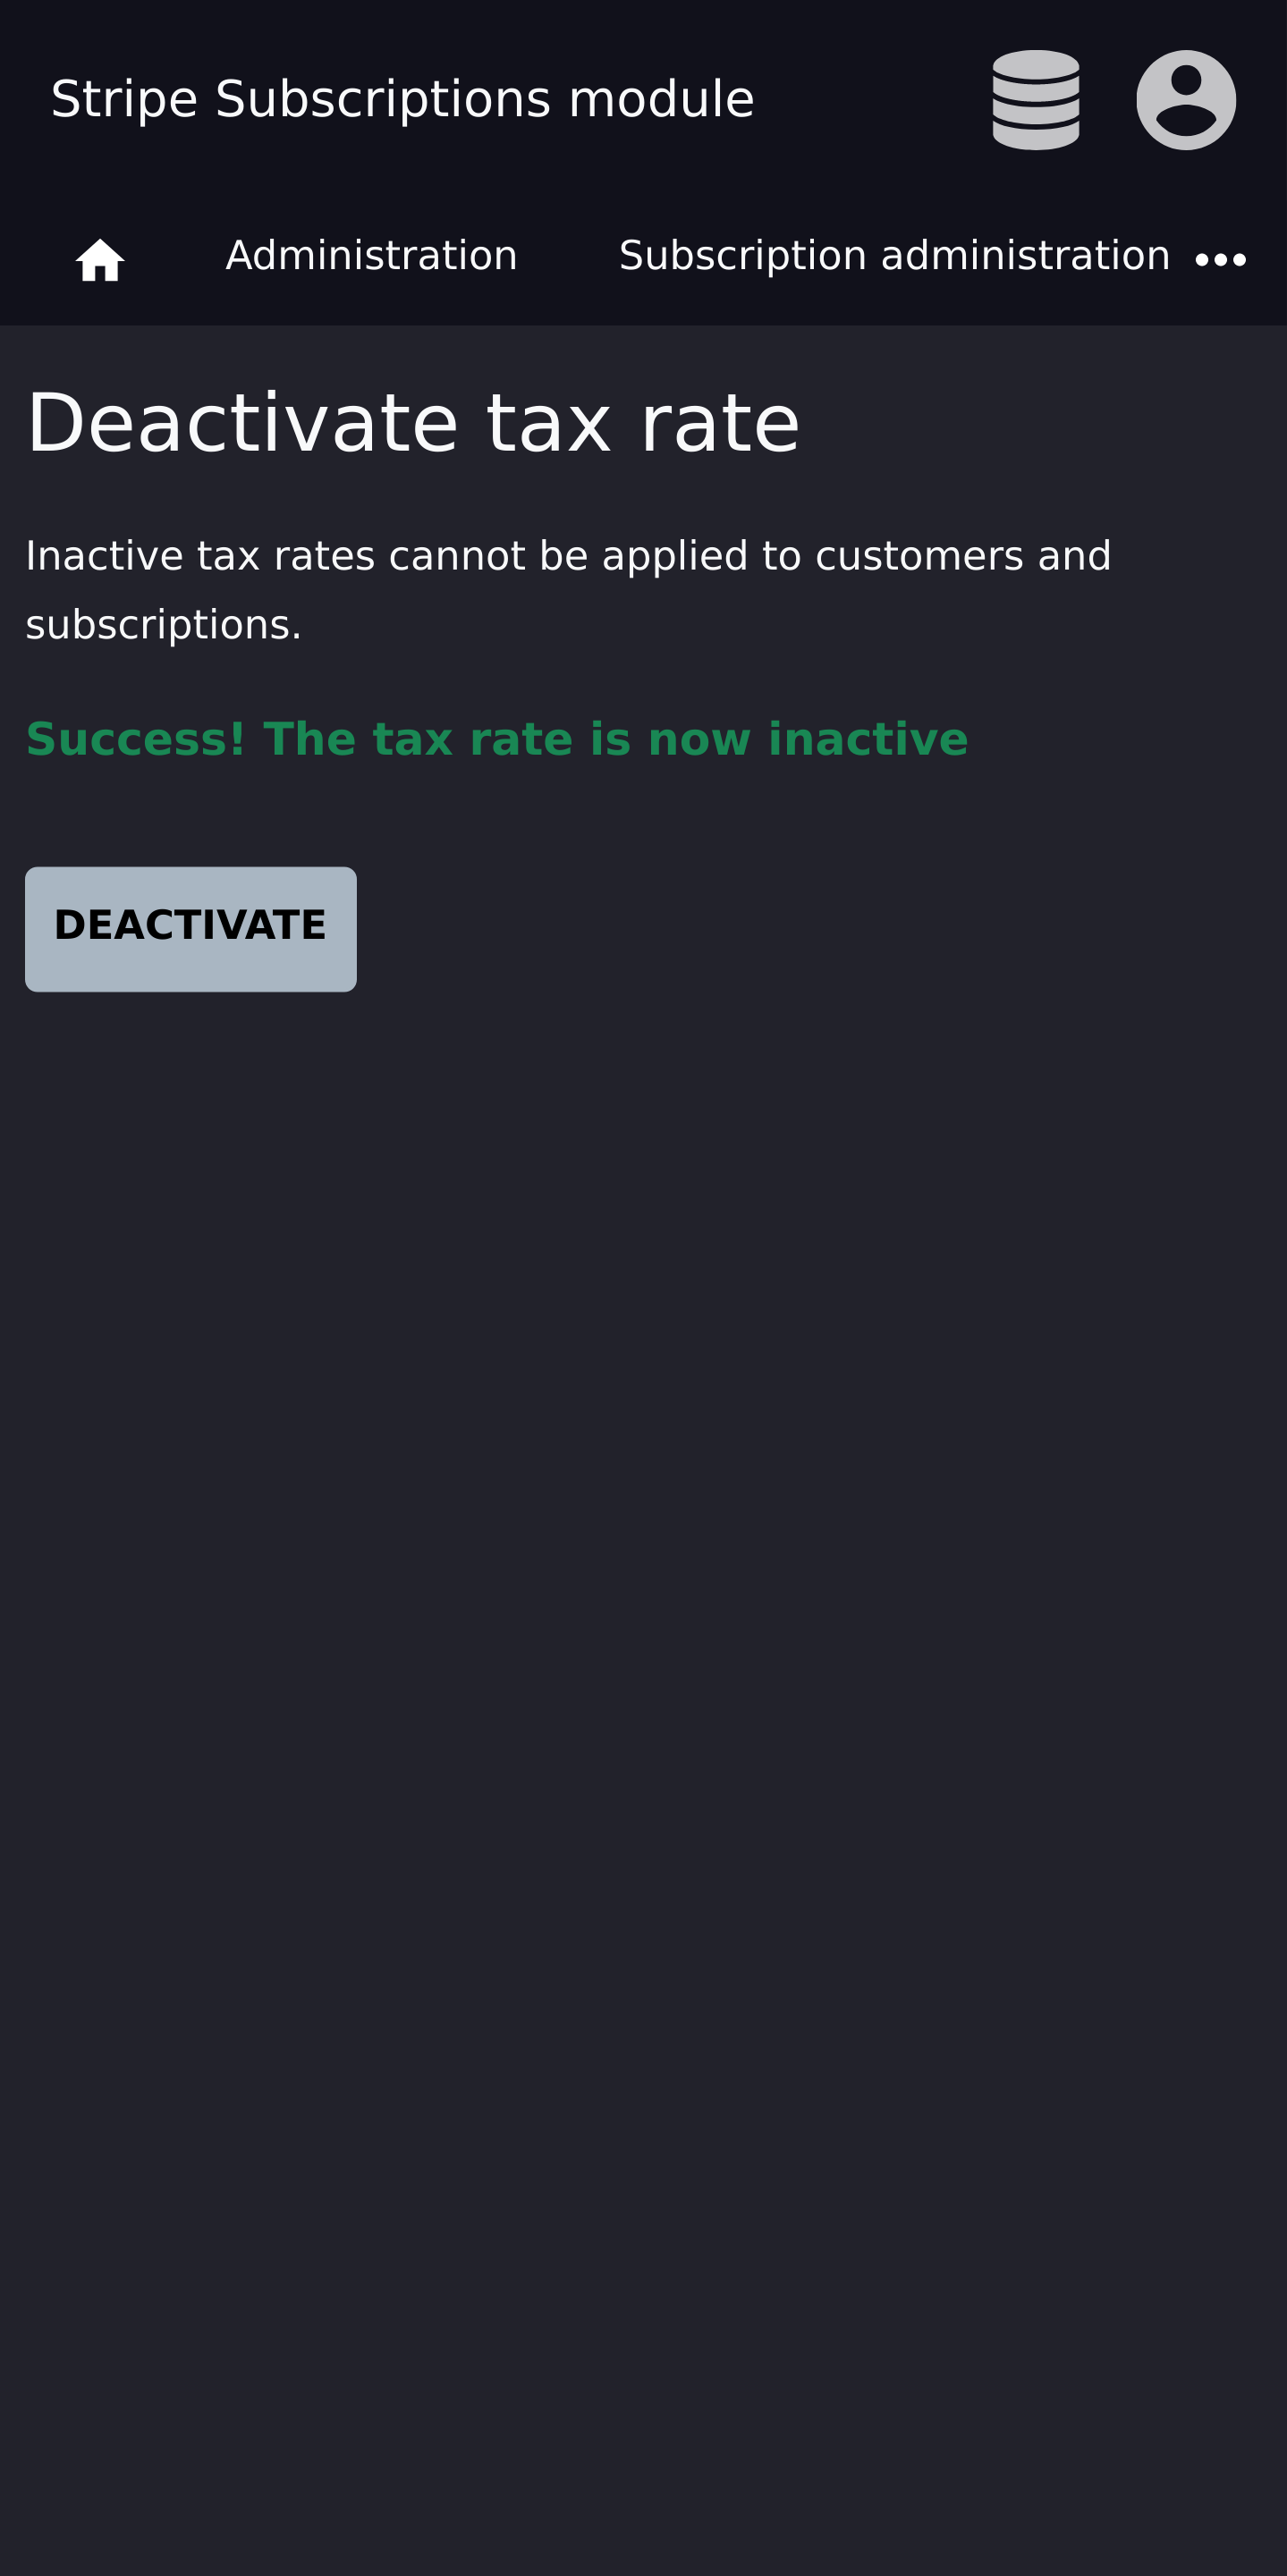 Stripe Subscriptions module
Administration Subscription administration
Deactivate tax rate
Inactive tax rates cannot be applied to customers and
subscriptions.
Success! The tax rate is now inactive
DEACTIVATE